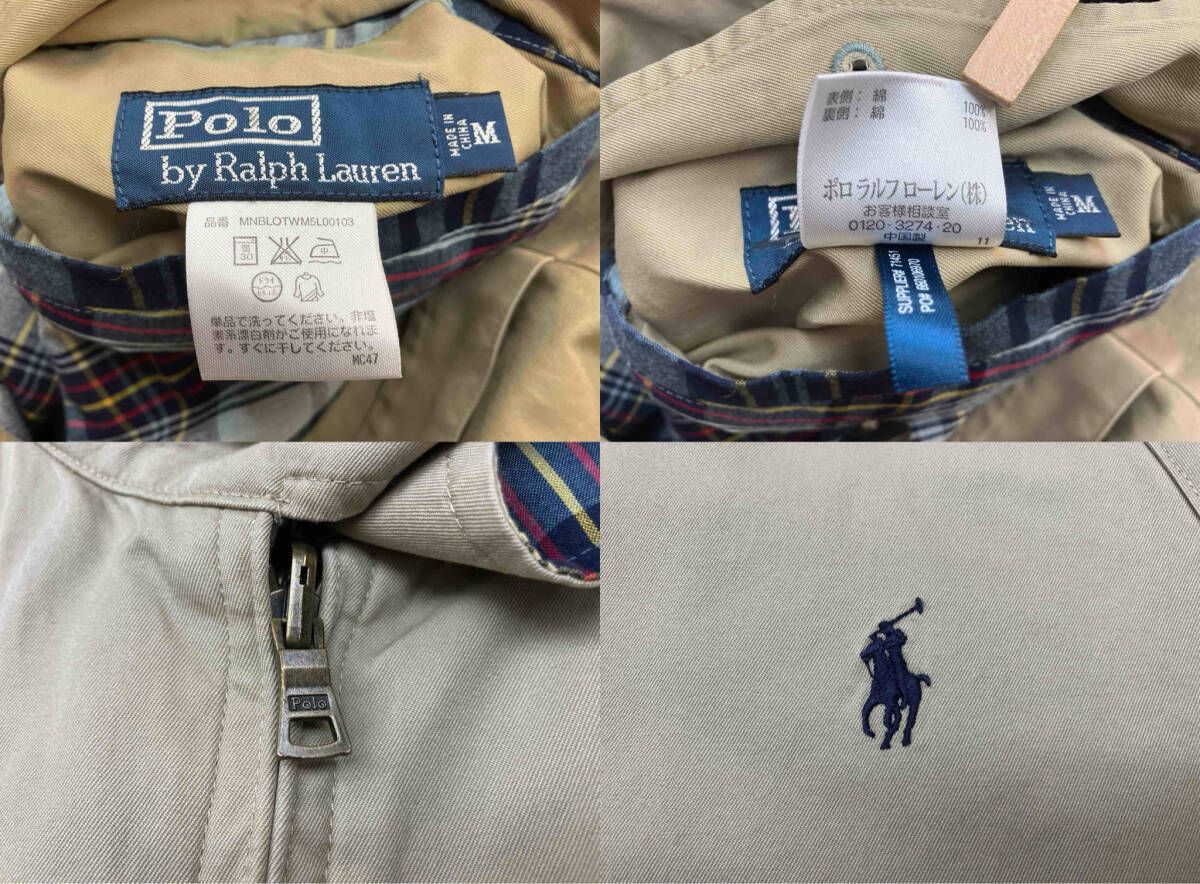 Polo
by Ralph Lauren
MADE IN
CHINA
M
品番 MNBLOTWM5L00103
30
ドライ
単品で洗ってください。非塩
素系漂白剤がご使用になれま
す。すぐに干してください。
MC47
表側：綿 100%
裏側：綿 100%
ポロ ラルフ ローレン(株)
お客様相談室
0120-3274-20
中国製 11
MADE IN
CHINA
M
SUPPLIER# 71451
Polo